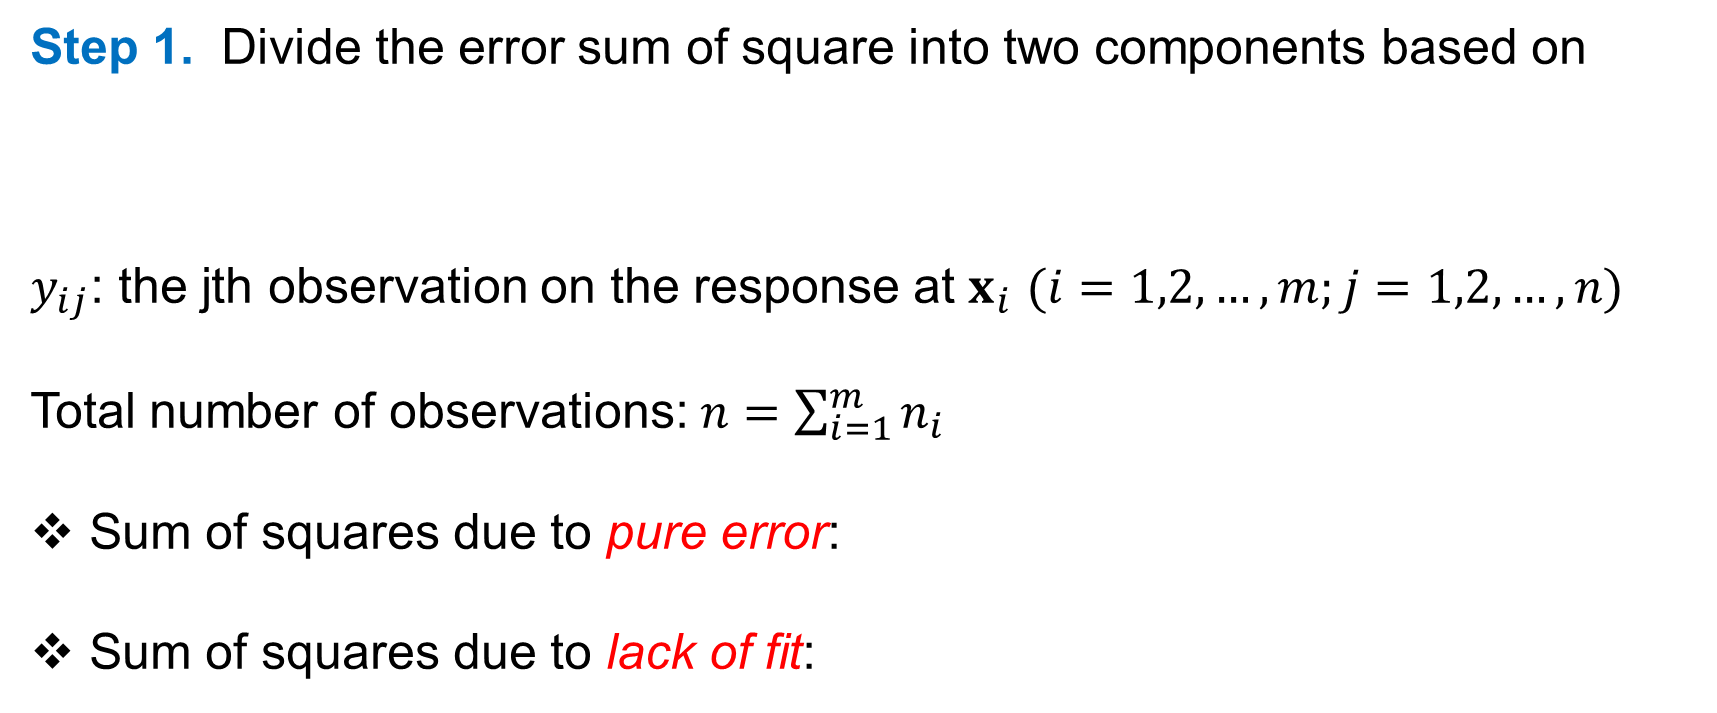 Step 1. Divide the error sum of square into two components based on
y_{ij}: the jth observation on the response at x_i (i = 1,2, … , m; j = 1,2, … , n)
Total number of observations: n = ∑_{i=1}^{m} n_i
❖ Sum of squares due to pure error:
❖ Sum of squares due to lack of fit: